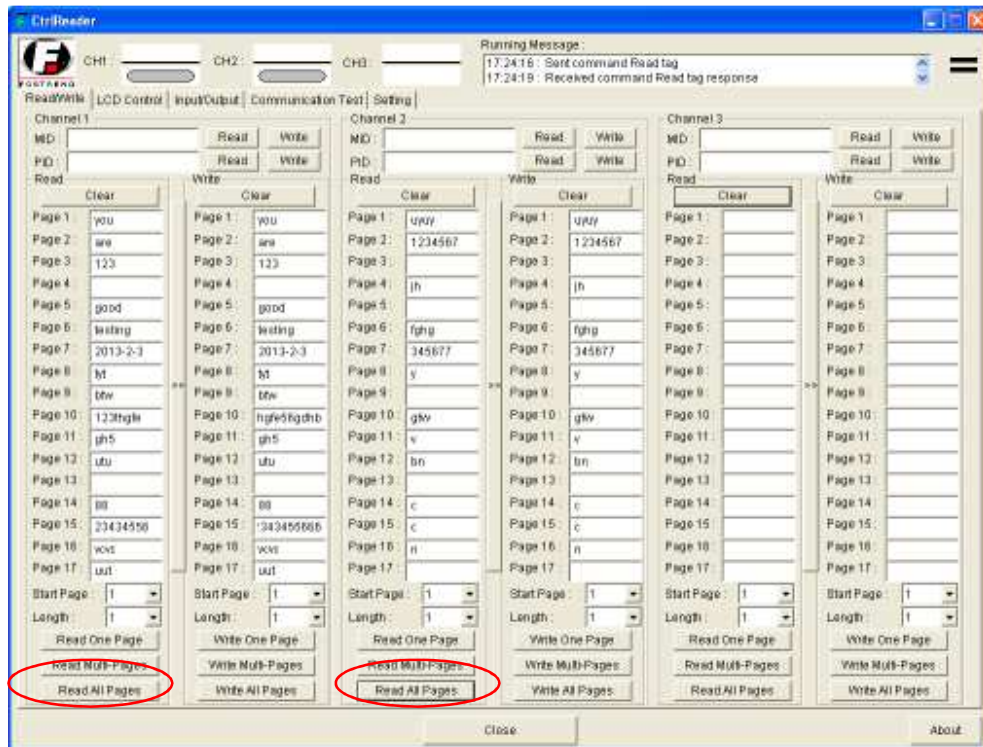 CtrlReader
FOSTRENG
CH1 :
CH2 :
CH3 :
Running Message :
17:24:16 : Sent command Read tag
17:24:19 : Received command Read tag response
Read/Write LCD Control Input/Output Communication Test Setting
Channel 1 Channel 2 Channel 3
MID : Read Write MID : Read Write MID : Read Write
PID : Read Write PID : Read Write PID : Read Write
Read Write Read Write Read Write
Clear Clear Clear Clear Clear Clear
Page 1 : you Page 1 : you Page 1 : uyuy Page 1 : uyuy Page 1 : Page 1 :
Page 2 : are Page 2 : are Page 2 : 1234567 Page 2 : 1234567 Page 2 : Page 2 :
Page 3 : 123 Page 3 : 123 Page 3 : Page 3 : Page 3 : Page 3 :
Page 4 : Page 4 : Page 4 : jh Page 4 : jh Page 4 : Page 4 :
Page 5 : good Page 5 : good Page 5 : Page 5 : Page 5 : Page 5 :
Page 6 : testing Page 6 : testing Page 6 : fghg Page 6 : fghg Page 6 : Page 6 :
Page 7 : 2013-2-3 Page 7 : 2013-2-3 Page 7 : 345677 Page 7 : 345677 Page 7 : Page 7 :
Page 8 : Page 8 : Page 8 : y Page 8 : y Page 8 : Page 8 :
>> >> >>
Page 9 : btw Page 9 : btw Page 9 : Page 9 : Page 9 : Page 9 :
Page 10 : Page 10 : Page 10 : Page 10 : Page 10 : Page 10 :
Page 11 : gh5 Page 11 : gh5 Page 11 : v Page 11 : v Page 11 : Page 11 :
Page 12 : utu Page 12 : utu Page 12 : bn Page 12 : bn Page 12 : Page 12 :
Page 13 : Page 13 : Page 13 : Page 13 : Page 13 : Page 13 :
Page 14 : 88 Page 14 : 88 Page 14 : c Page 14 : c Page 14 : Page 14 :
Page 15 : Page 15 : Page 15 : c Page 15 : c Page 15 : Page 15 :
Page 16 : vcvs Page 16 : vcvs Page 16 : n Page 16 : n Page 16 : Page 16 :
Page 17 : uut Page 17 : uut Page 17 : Page 17 : Page 17 : Page 17 :
Start Page : 1 Start Page : 1 Start Page : 1 Start Page : 1 Start Page : 1 Start Page : 1
Length : 1 Length : 1 Length : 1 Length : 1 Length : 1 Length : 1
Read One Page Write One Page Read One Page Write One Page Read One Page Write One Page
Read Multi-Pages Write Multi-Pages Read Multi-Pages Write Multi-Pages Read Multi-Pages Write Multi-Pages
Read All Pages Write All Pages Read All Pages Write All Pages Read All Pages Write All Pages
Close About